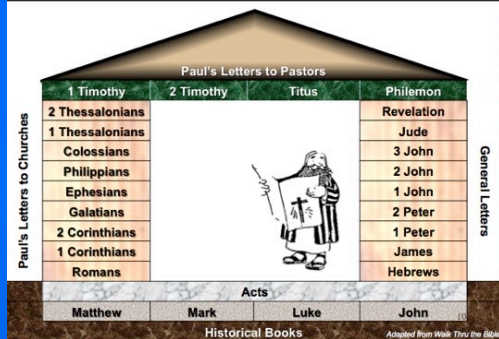 Paul's Letters to Pastors
1 Timothy 2 Timothy Titus Philemon
Paul's Letters to Churches
2 Thessalonians
1 Thessalonians
Colossians
Philippians
Ephesians
Galatians
2 Corinthians
1 Corinthians
Romans
Revelation
Jude
3 John
2 John
1 John
2 Peter
1 Peter
James
Hebrews
General Letters
Acts
Matthew Mark Luke John
10
Historical Books
Adapted from Walk Thru the Bible